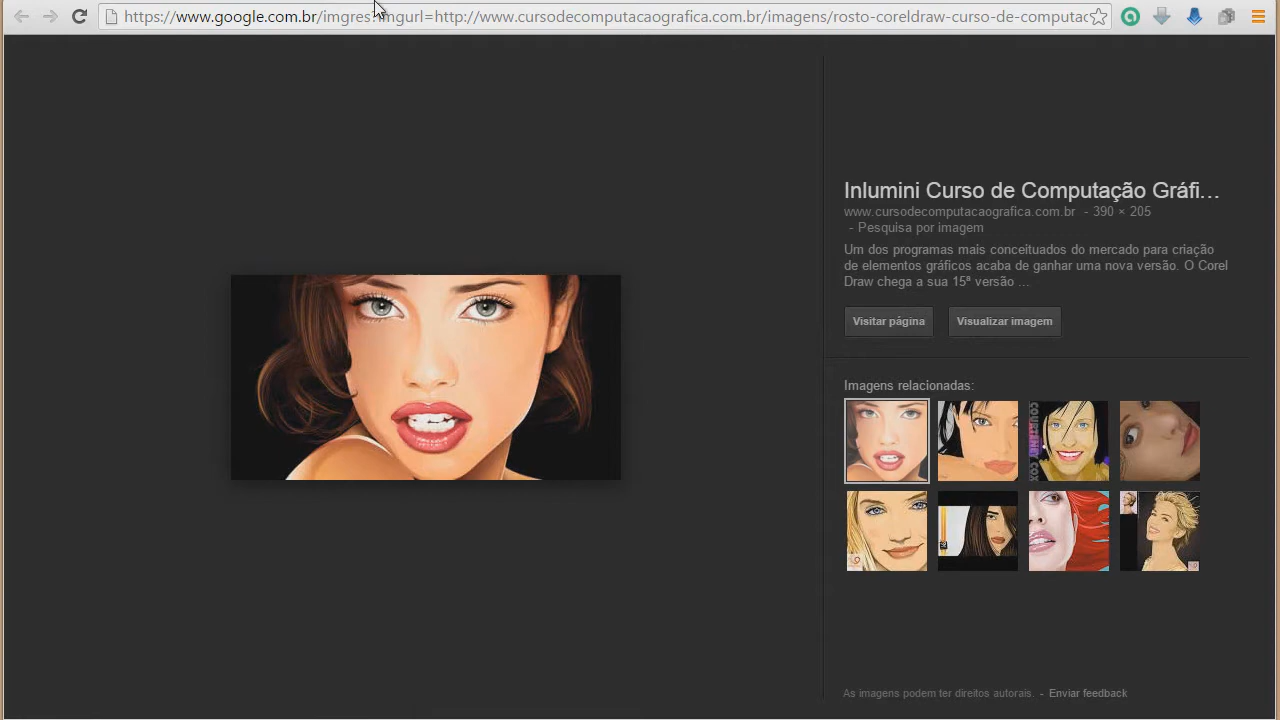 https://www.google.com.br/imgres?imgurl=http://www.cursodecomputacaografica.com.br/imagens/rosto-coreldraw-curso-de-computac
Inlumini Curso de Computação Gráfi...
www.cursodecomputacaografica.com.br - 390 × 205
- Pesquisa por imagem
Um dos programas mais conceituados do mercado para criação
de elementos gráficos acaba de ganhar uma nova versão. O Corel
Draw chega a sua 15ª versão ...
Visitar página
Visualizar imagem
Imagens relacionadas:
COURTENEY COX
As imagens podem ter direitos autorais. - Enviar feedback